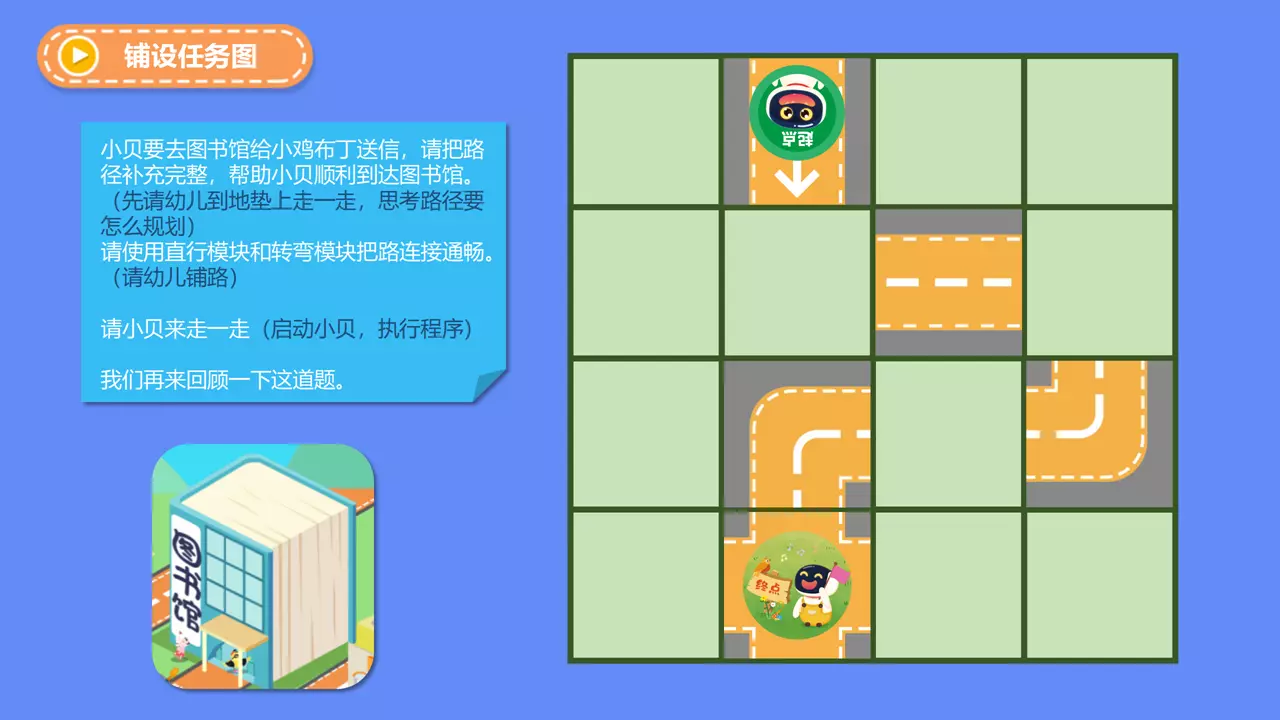 铺设任务图
小贝要去图书馆给小鸡布丁送信，请把路
径补充完整，帮助小贝顺利到达图书馆。
（先请幼儿到地垫上走一走，思考路径要
怎么规划）
请使用直行模块和转弯模块把路连接通畅。
（请幼儿铺路）
请小贝来走一走（启动小贝，执行程序）
我们再来回顾一下这道题。
图书馆
起点
终点